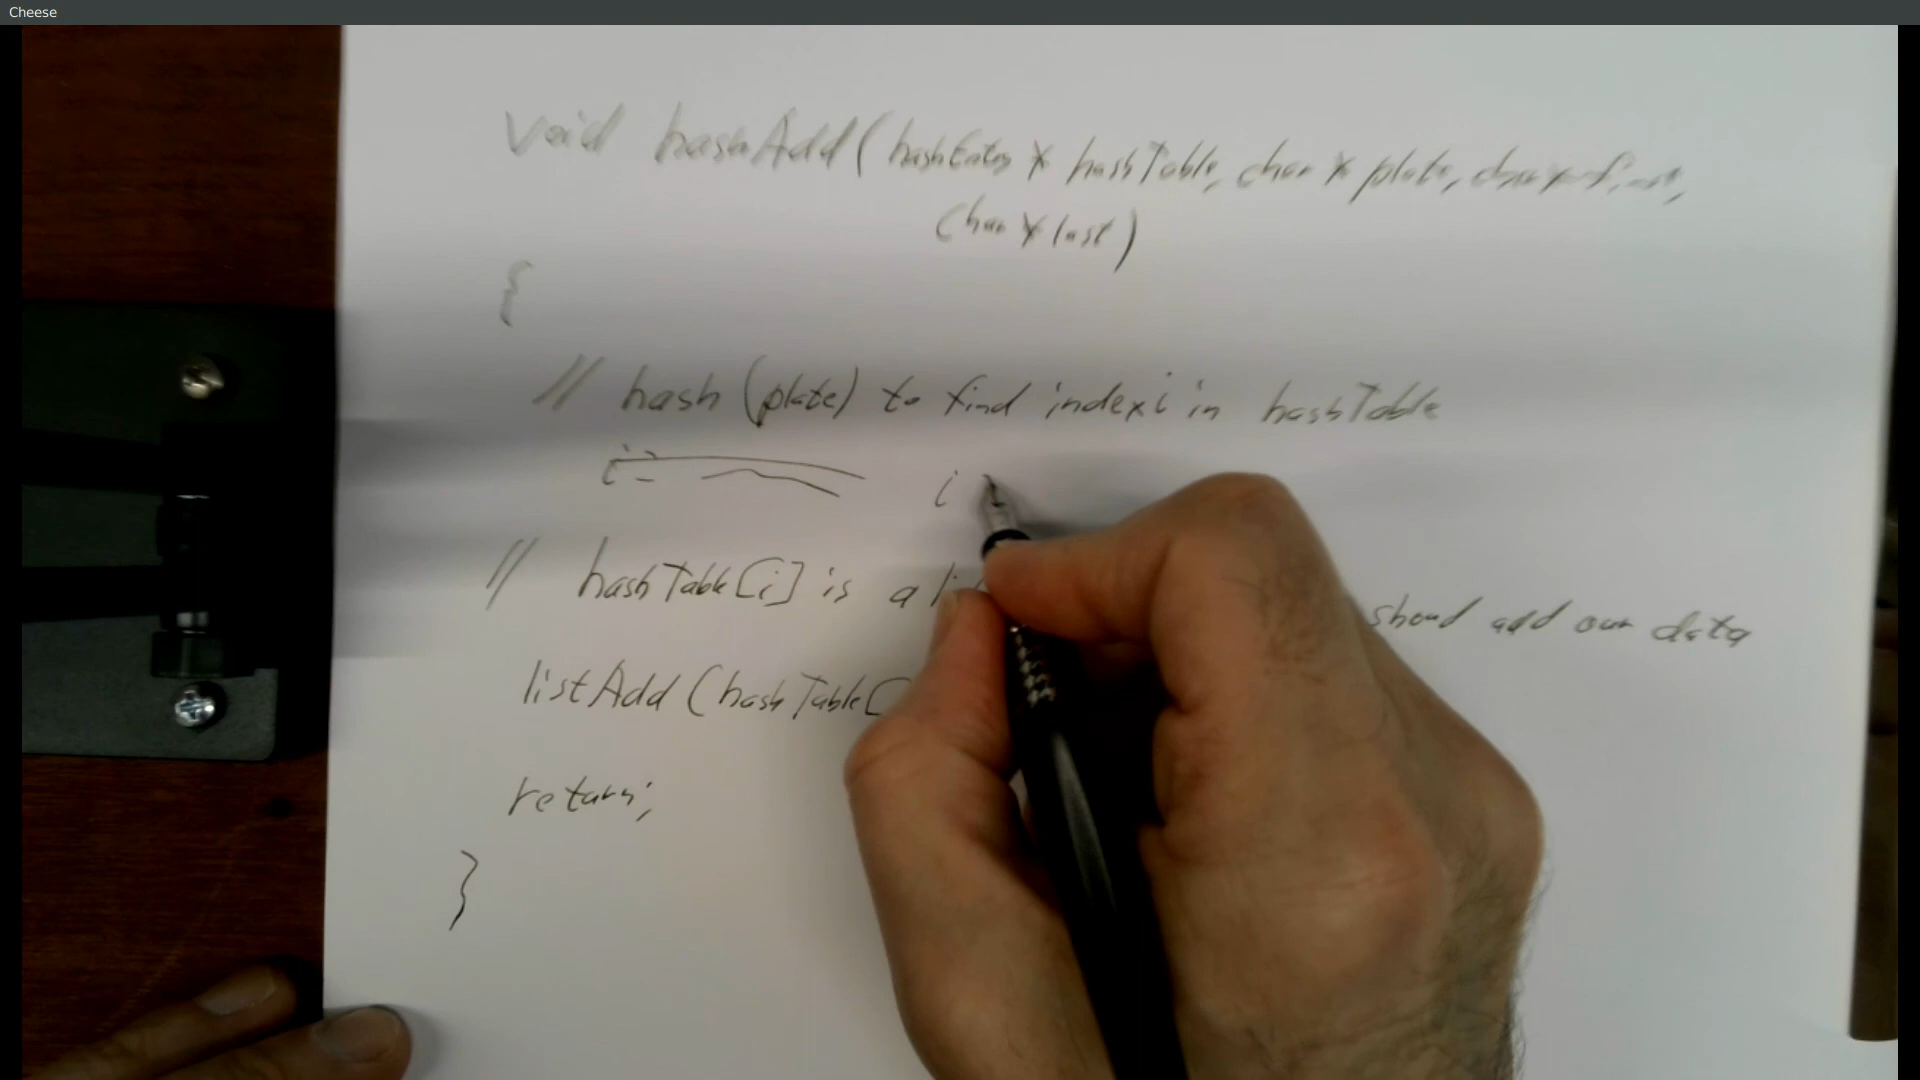 Cheese
void hashAdd(hashEntry * hashTable, char * plate, char * first,
char * last)
{
// hash (plate) to find index i in hashTable
i = i
// hashTable[i] is a should add our data
listAdd (hashTable[
return;
}